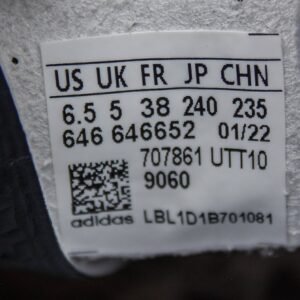 US UK FR JP CHN
6.5 5 38 240 235
646 646652 01/22
707861 UTT10
9060
adidas LBL1D1B701081